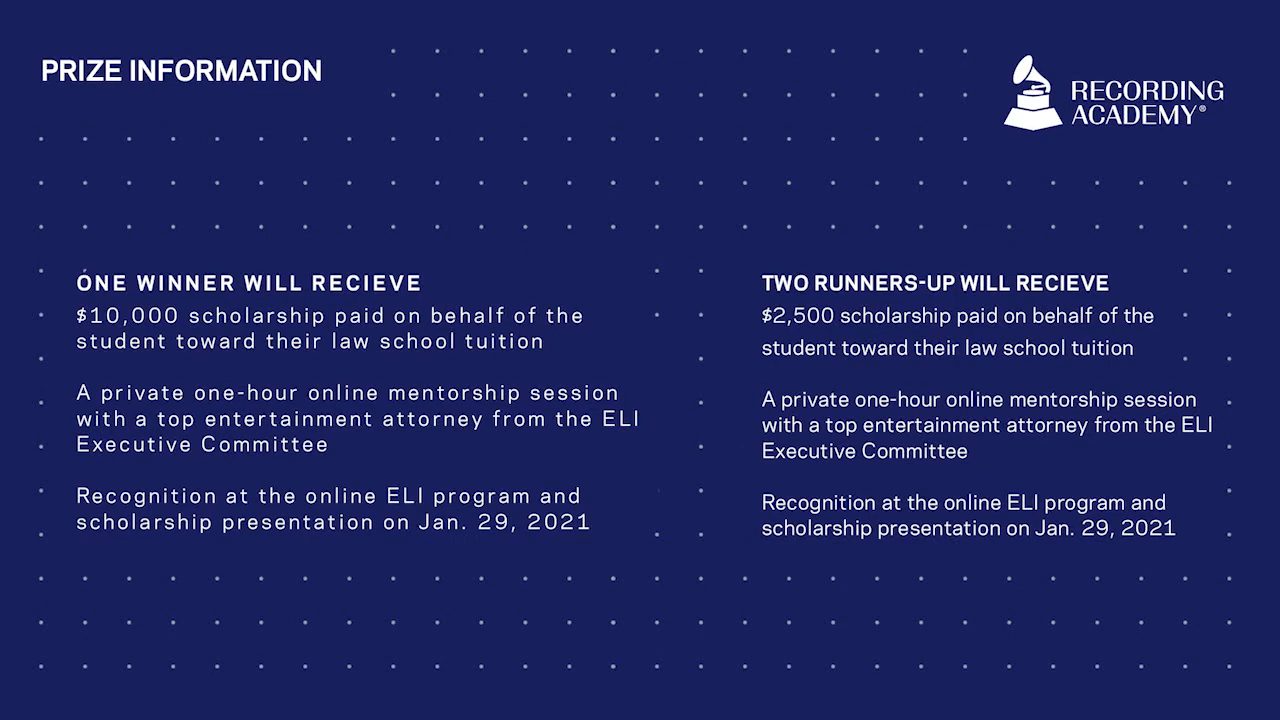 PRIZE INFORMATION
RECORDING
ACADEMY®
ONE WINNER WILL RECIEVE
$10,000 scholarship paid on behalf of the
student toward their law school tuition
A private one-hour online mentorship session
with a top entertainment attorney from the ELI
Executive Committee
Recognition at the online ELI program and
scholarship presentation on Jan. 29, 2021
TWO RUNNERS-UP WILL RECIEVE
$2,500 scholarship paid on behalf of the
student toward their law school tuition
A private one-hour online mentorship session
with a top entertainment attorney from the ELI
Executive Committee
Recognition at the online ELI program and
scholarship presentation on Jan. 29, 2021